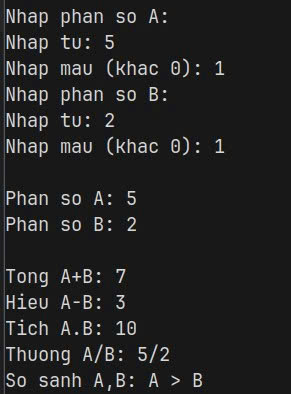 Nhap phan so A:
Nhap tu: 5
Nhap mau (khac 0): 1
Nhap phan so B:
Nhap tu: 2
Nhap mau (khac 0): 1

Phan so A: 5
Phan so B: 2

Tong A+B: 7
Hieu A-B: 3
Tich A.B: 10
Thuong A/B: 5/2
So sanh A,B: A > B